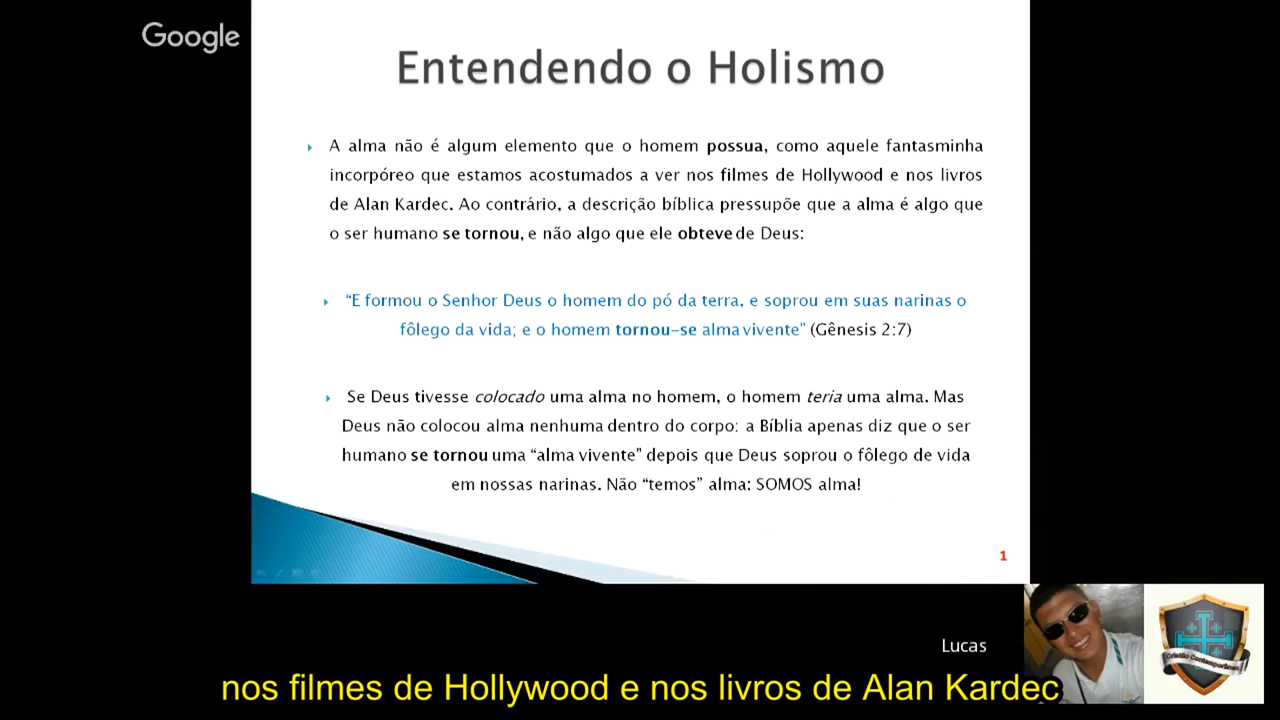 Google
Entendendo o Holismo
A alma não é algum elemento que o homem possua, como aquele fantasminha
incorpóreo que estamos acostumados a ver nos filmes de Hollywood e nos livros
de Alan Kardec. Ao contrário, a descrição bíblica pressupõe que a alma é algo que
o ser humano se tornou, e não algo que ele obteve de Deus:
“E formou o Senhor Deus o homem do pó da terra, e soprou em suas narinas o
fôlego da vida; e o homem tornou-se alma vivente” (Gênesis 2:7)
Se Deus tivesse colocado uma alma no homem, o homem teria uma alma. Mas
Deus não colocou alma nenhuma dentro do corpo: a Bíblia apenas diz que o ser
humano se tornou uma “alma vivente” depois que Deus soprou o fôlego de vida
em nossas narinas. Não “temos” alma: SOMOS alma!
1
Lucas
Cristão Contemporâneo
nos filmes de Hollywood e nos livros de Alan Kardec